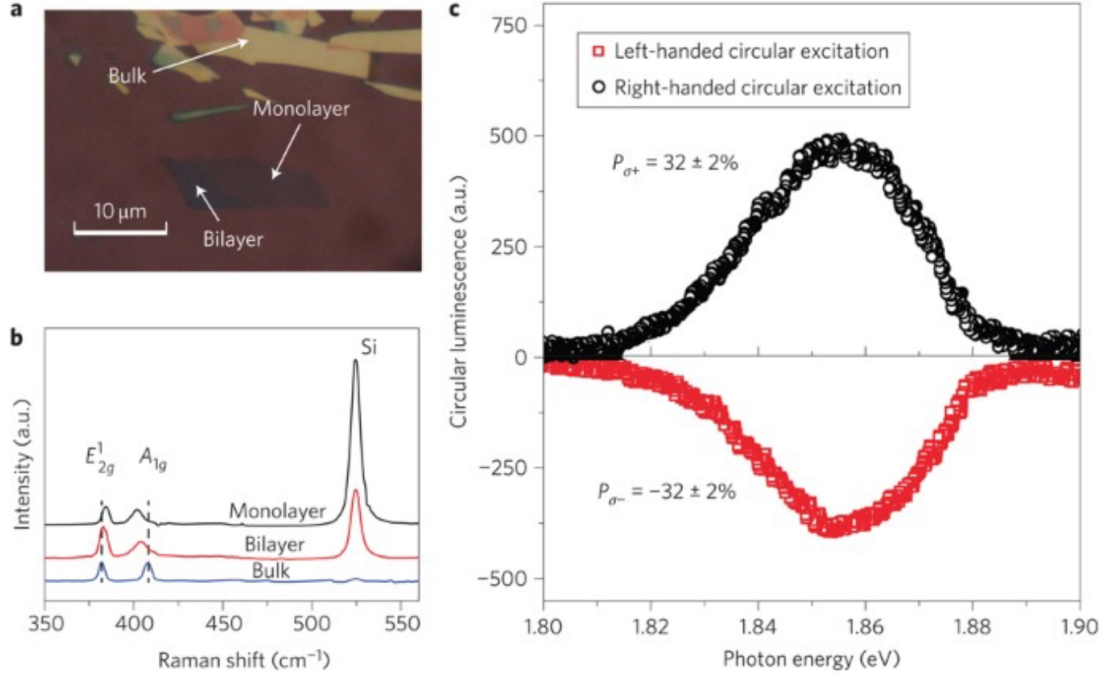 a
Bulk
Monolayer
10 μm
Bilayer
b
Si
E¹₂g
A₁g
Monolayer
Bilayer
Bulk
Intensity (a.u.)
350
400
450
500
550
Raman shift (cm⁻¹)
c
Left-handed circular excitation
Right-handed circular excitation
P_σ+ = 32 ± 2%
P_σ− = −32 ± 2%
Circular luminescence (a.u.)
750
500
250
0
−250
−500
1.80
1.82
1.84
1.86
1.88
1.90
Photon energy (eV)